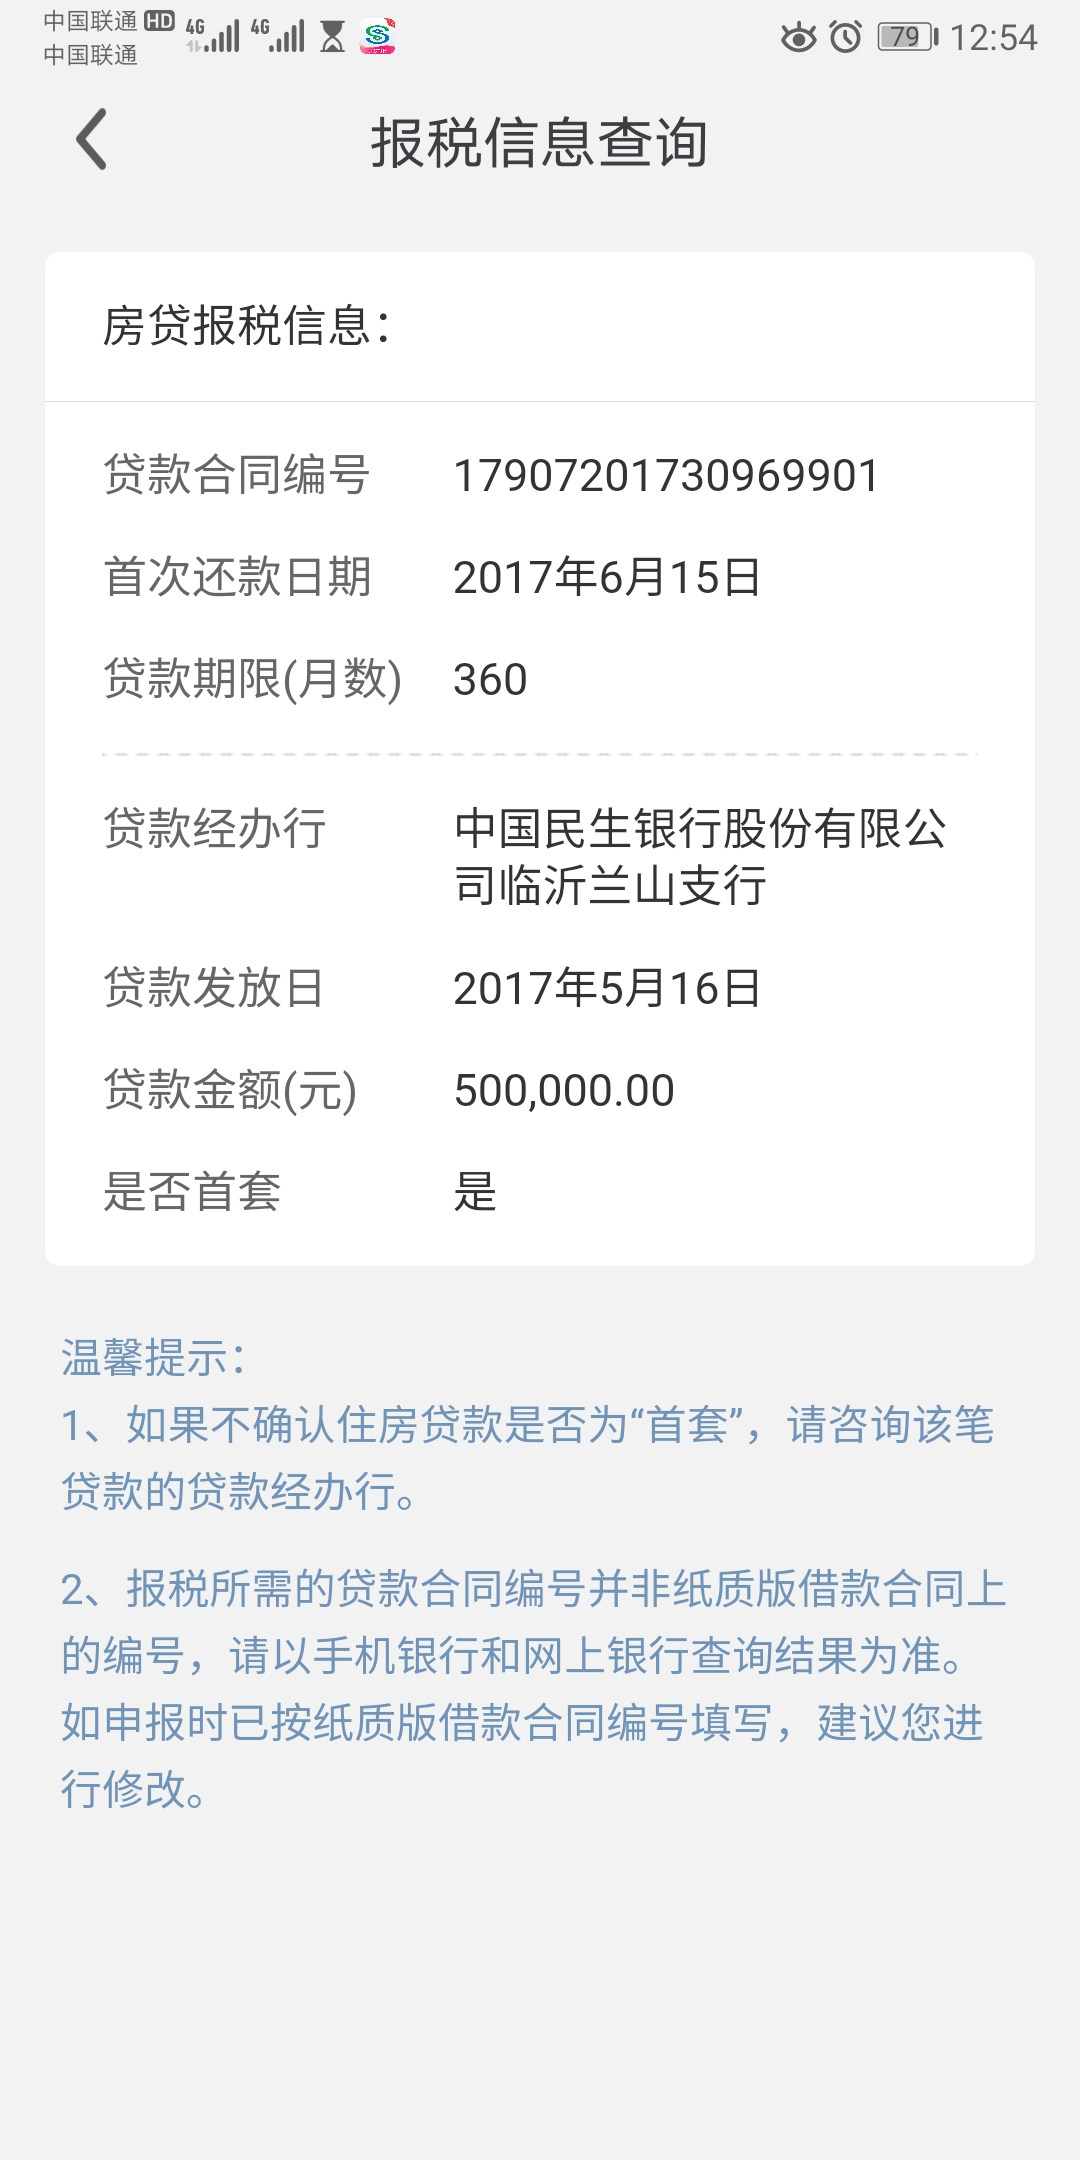 中国联通 HD 4G 4G 79 12:54
中国联通
报税信息查询
房贷报税信息：
贷款合同编号 17907201730969901
首次还款日期 2017年6月15日
贷款期限(月数) 360
贷款经办行 中国民生银行股份有限公
司临沂兰山支行
贷款发放日 2017年5月16日
贷款金额(元) 500,000.00
是否首套 是
温馨提示：
1、如果不确认住房贷款是否为“首套”，请咨询该笔
贷款的贷款经办行。
2、报税所需的贷款合同编号并非纸质版借款合同上
的编号，请以手机银行和网上银行查询结果为准。
如申报时已按纸质版借款合同编号填写，建议您进
行修改。